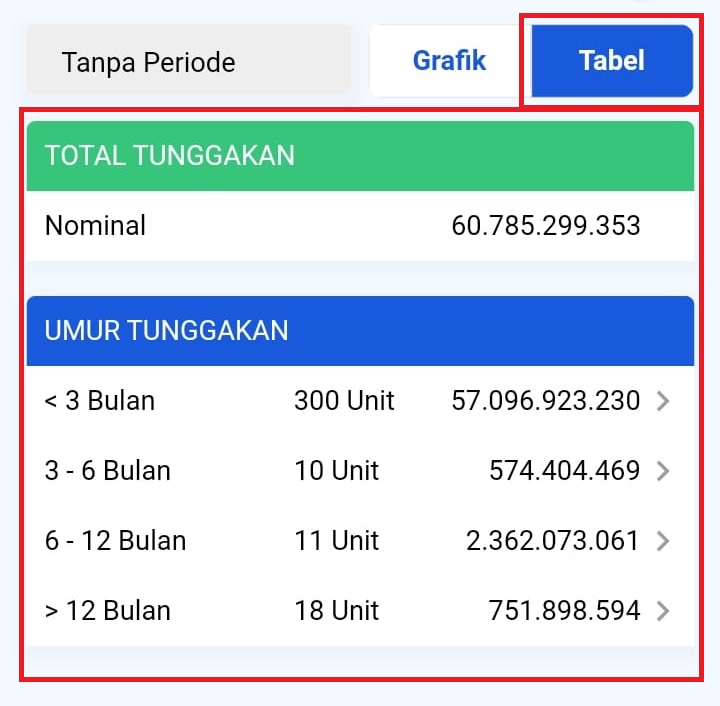 Tanpa Periode Grafik Tabel
TOTAL TUNGGAKAN
Nominal 60.785.299.353
UMUR TUNGGAKAN
< 3 Bulan 300 Unit 57.096.923.230
3 - 6 Bulan 10 Unit 574.404.469
6 - 12 Bulan 11 Unit 2.362.073.061
> 12 Bulan 18 Unit 751.898.594